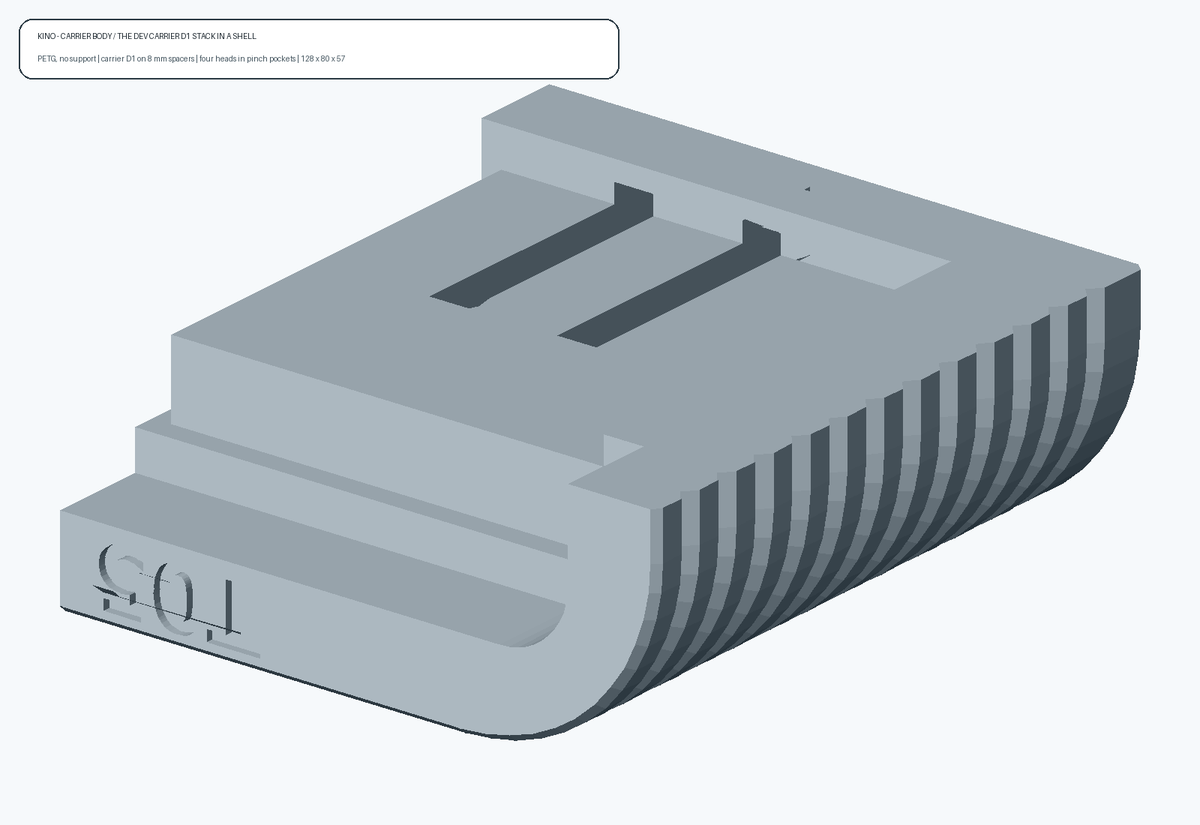 KINO - CARRIER BODY / THE DEV CARRIER D1 STACK IN A SHELL
PETG, no support | carrier D1 on 8 mm spacers | four heads in pinch pockets | 128 x 80 x 57